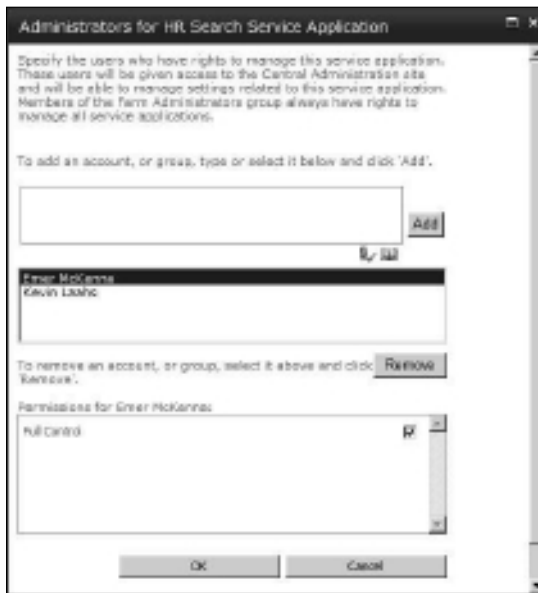 Administrators for HR Search Service Application
Specify the users who have rights to manage this service application.
These users will be given access to the Central Administration site
and will be able to manage settings related to this service application.
Members of the Farm Administrators group always have rights to
manage all service applications.
To add an account, or group, type or select it below and click 'Add'.
Add
Emer McKenna
Kevin Laahs
To remove an account, or group, select it above and click
'Remove'.
Remove
Permissions for Emer McKenna:
Full Control
OK
Cancel